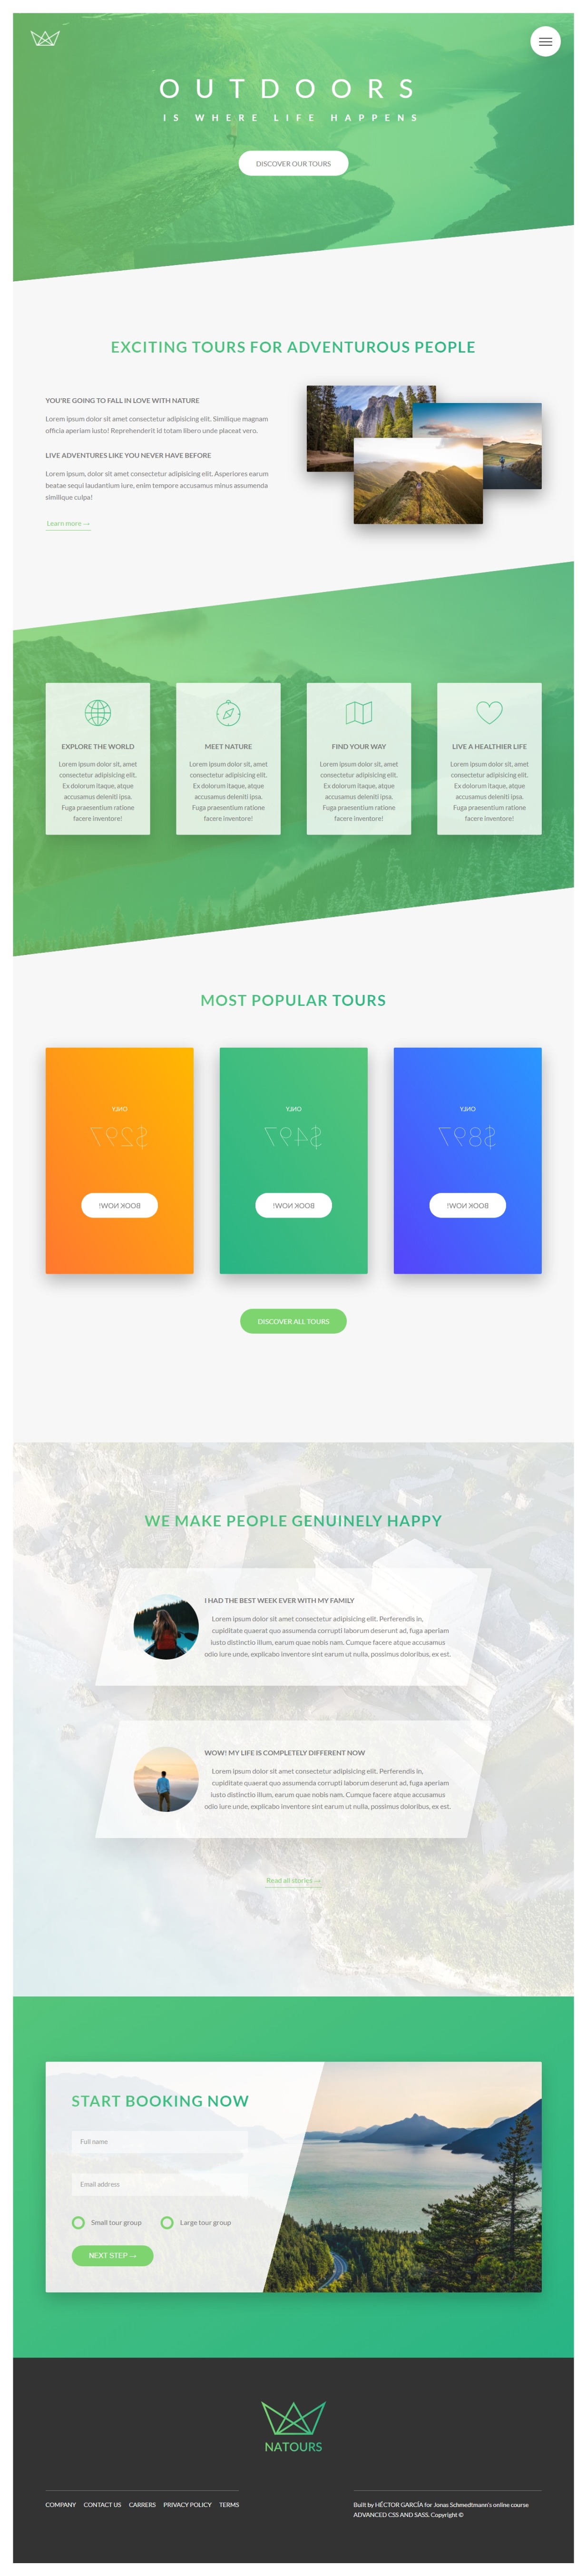 OUTDOORS
IS WHERE LIFE HAPPENS
DISCOVER OUR TOURS
EXCITING TOURS FOR ADVENTUROUS PEOPLE
YOU'RE GOING TO FALL IN LOVE WITH NATURE
Lorem ipsum dolor sit amet consectetur adipisicing elit. Similique magnam
officia aperiam iusto! Reprehenderit id totam libero unde placeat vero.
LIVE ADVENTURES LIKE YOU NEVER HAVE BEFORE
Lorem ipsum, dolor sit amet consectetur adipisicing elit. Asperiores earum
beatae sequi laudantium iure, enim tempore accusamus minus assumenda
similique culpa!
Learn more →
EXPLORE THE WORLD
Lorem ipsum dolor sit, amet
consectetur adipisicing elit.
Ex dolorum itaque, atque
accusamus deleniti ipsa.
Fuga praesentium ratione
facere inventore!
MEET NATURE
Lorem ipsum dolor sit, amet
consectetur adipisicing elit.
Ex dolorum itaque, atque
accusamus deleniti ipsa.
Fuga praesentium ratione
facere inventore!
FIND YOUR WAY
Lorem ipsum dolor sit, amet
consectetur adipisicing elit.
Ex dolorum itaque, atque
accusamus deleniti ipsa.
Fuga praesentium ratione
facere inventore!
LIVE A HEALTHIER LIFE
Lorem ipsum dolor sit, amet
consectetur adipisicing elit.
Ex dolorum itaque, atque
accusamus deleniti ipsa.
Fuga praesentium ratione
facere inventore!
MOST POPULAR TOURS
ONLY
$297
BOOK NOW!
ONLY
$497
BOOK NOW!
ONLY
$897
BOOK NOW!
DISCOVER ALL TOURS
WE MAKE PEOPLE GENUINELY HAPPY
I HAD THE BEST WEEK EVER WITH MY FAMILY
Lorem ipsum dolor sit amet consectetur adipisicing elit. Perferendis in,
cupiditate quaerat quo assumenda corrupti laborum deserunt ad, fuga aperiam
iusto distinctio illum, earum quae nobis nam. Cumque facere atque accusamus
odio iure unde, explicabo inventore sint earum ut nulla, possimus doloribus, ex est.
WOW! MY LIFE IS COMPLETELY DIFFERENT NOW
Lorem ipsum dolor sit amet consectetur adipisicing elit. Perferendis in,
cupiditate quaerat quo assumenda corrupti laborum deserunt ad, fuga aperiam
iusto distinctio illum, earum quae nobis nam. Cumque facere atque accusamus
odio iure unde, explicabo inventore sint earum ut nulla, possimus doloribus, ex est.
Read all stories →
START BOOKING NOW
Full name
Email address
Small tour group
Large tour group
NEXT STEP →
NATOURS
COMPANY CONTACT US CARRERS PRIVACY POLICY TERMS
Built by HÉCTOR GARCÍA for Jonas Schmedtmann's online course
ADVANCED CSS AND SASS. Copyright ©